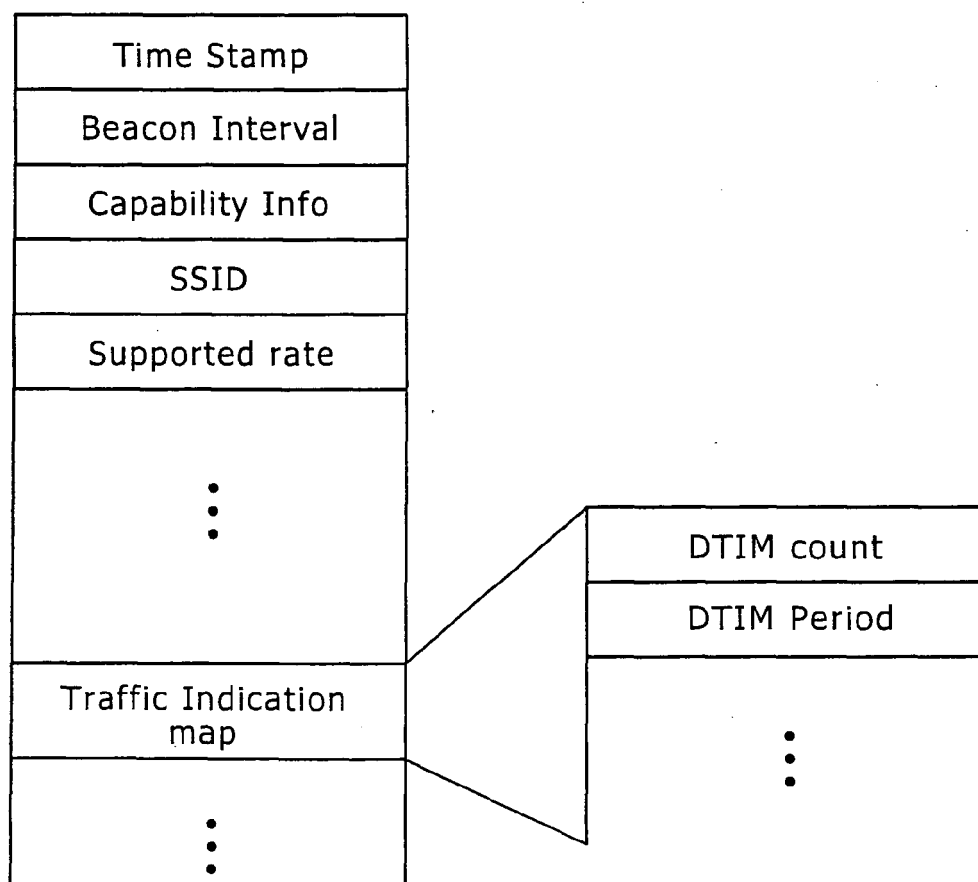 Time Stamp
Beacon Interval
Capability Info
SSID
Supported rate
Traffic Indication
map
DTIM count
DTIM Period